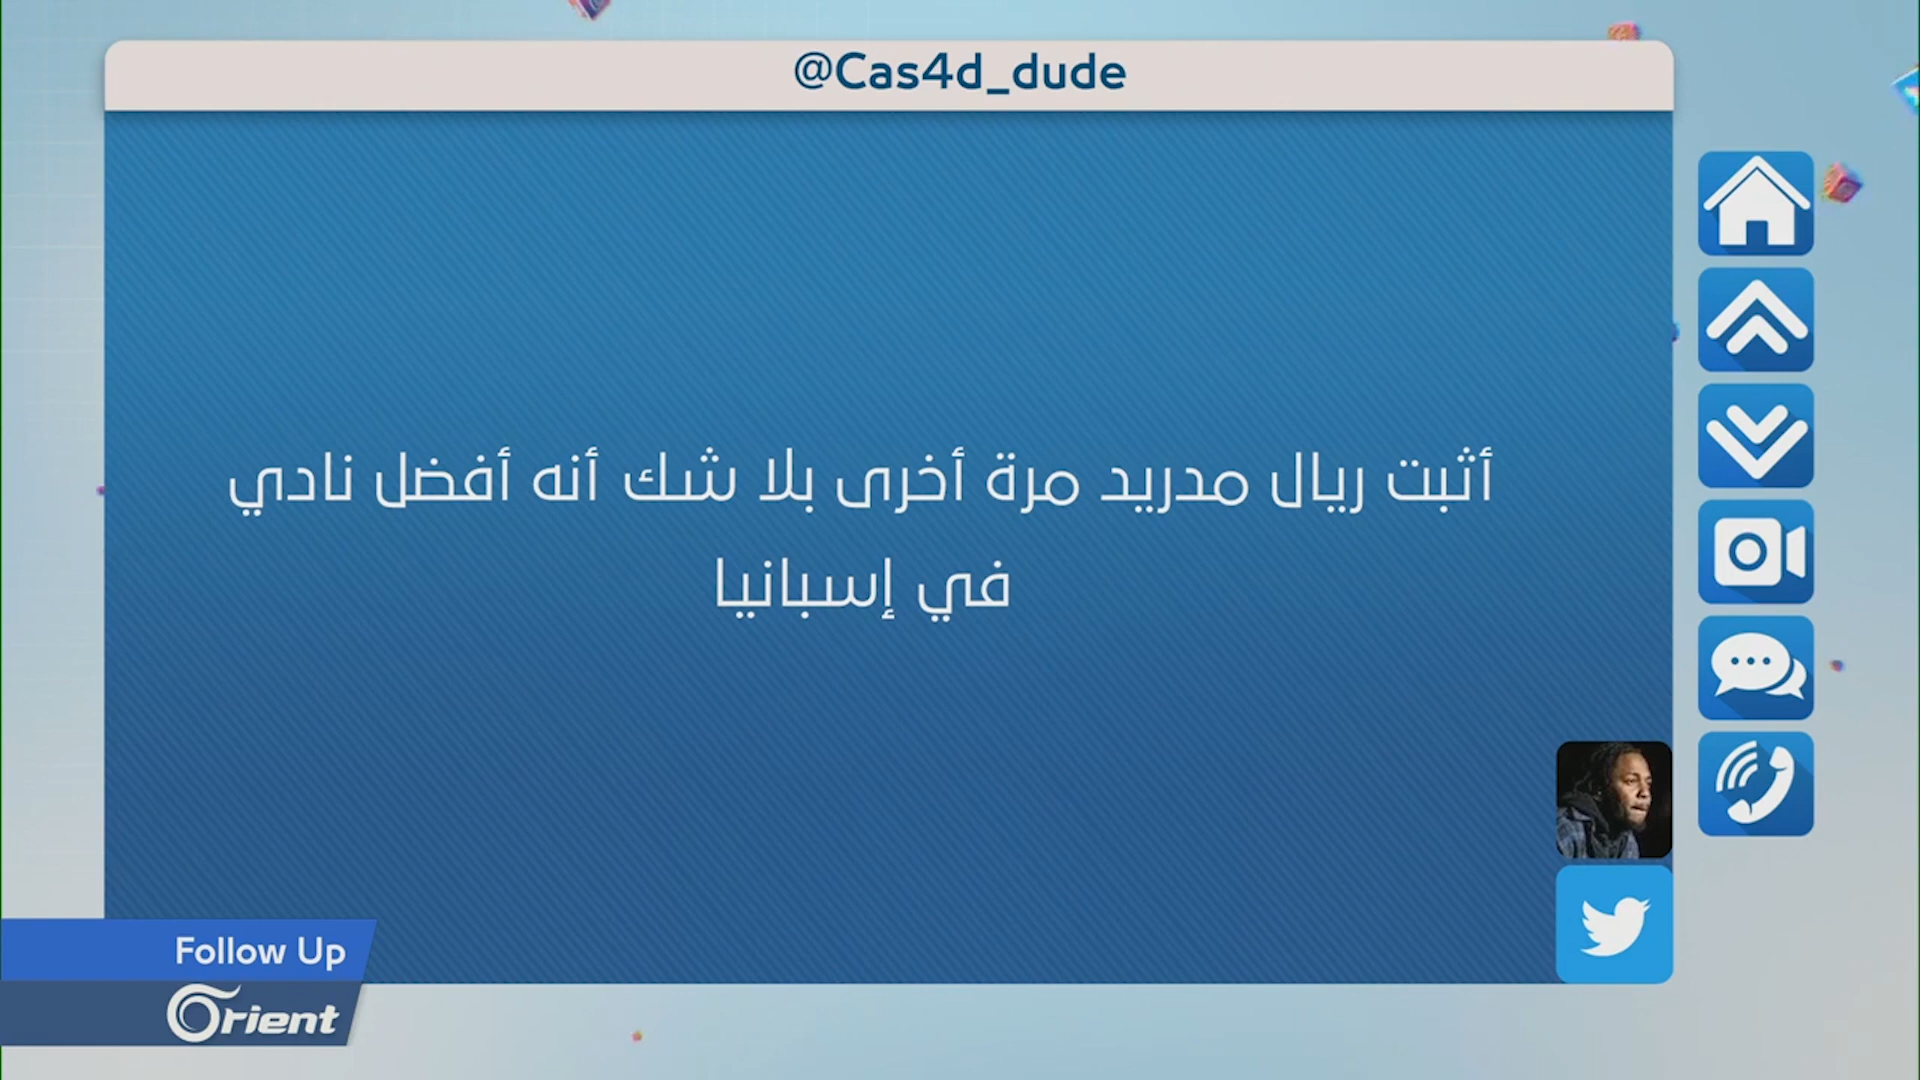 @Cas4d_dude
أثبت ريال مدريد مرة أخرى بلا شك أنه أفضل نادي
في إسبانيا
Follow Up
Orient